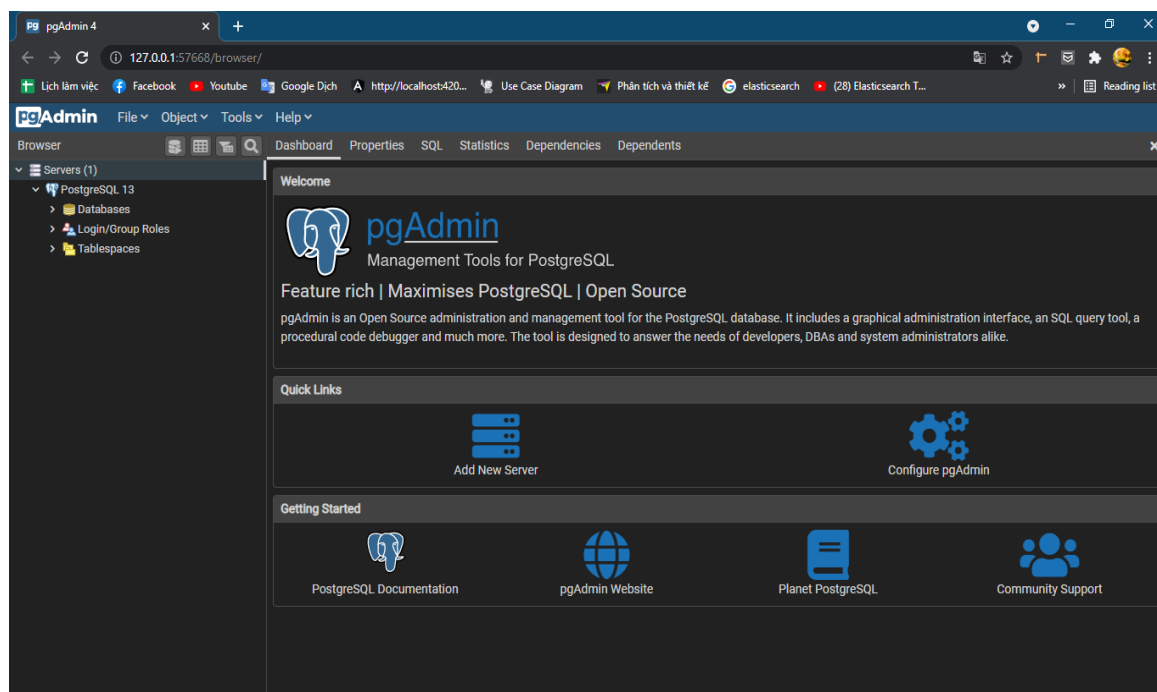 pgAdmin 4
127.0.0.1:57668/browser/
Lịch làm việc Facebook Youtube Google Dịch http://localhost:420... Use Case Diagram Phân tích và thiết kế elasticsearch (28) Elasticsearch T... » Reading list
pgAdmin File Object Tools Help
Browser Dashboard Properties SQL Statistics Dependencies Dependents
Servers (1)
PostgreSQL 13
Databases
Login/Group Roles
Tablespaces
Welcome
pgAdmin
Management Tools for PostgreSQL
Feature rich | Maximises PostgreSQL | Open Source
pgAdmin is an Open Source administration and management tool for the PostgreSQL database. It includes a graphical administration interface, an SQL query tool, a
procedural code debugger and much more. The tool is designed to answer the needs of developers, DBAs and system administrators alike.
Quick Links
Add New Server Configure pgAdmin
Getting Started
PostgreSQL Documentation pgAdmin Website Planet PostgreSQL Community Support